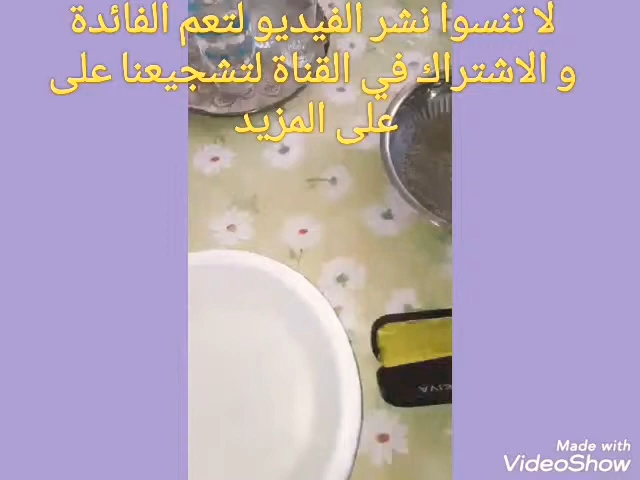 لا تنسوا نشر الفيديو لتعم الفائدة
و الاشتراك في القناة لتشجيعنا على
على المزيد
Made with
VideoShow